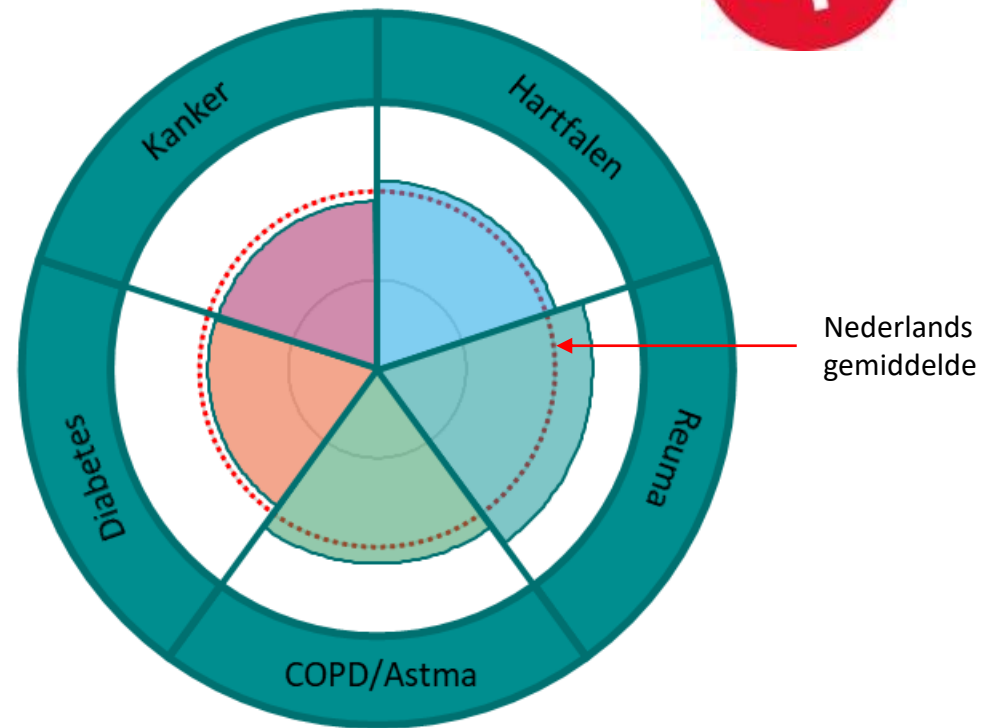 Kanker
Hartfalen
Nederlands
gemiddelde
Reuma
Diabetes
COPD/Astma